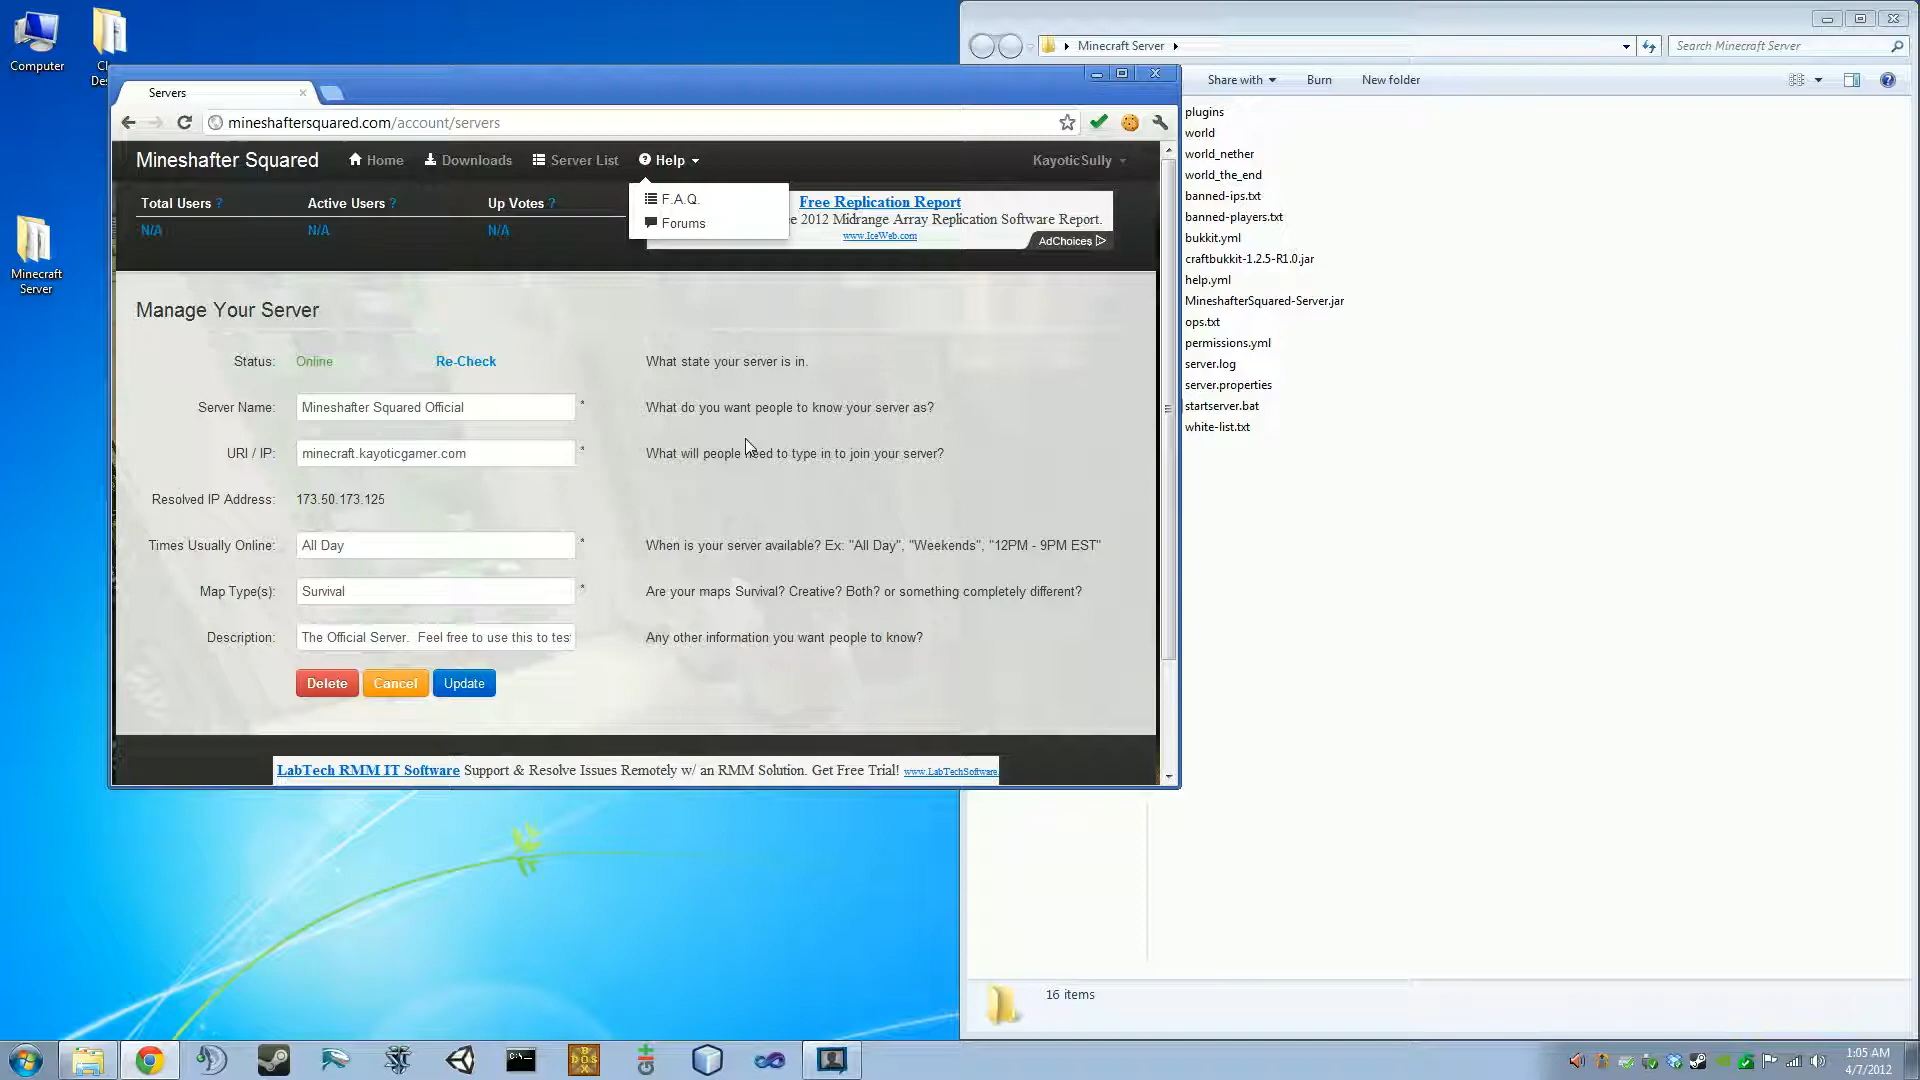 Computer
Cl
Des
Minecraft
Server
Servers
mineshaftersquared.com/account/servers
Mineshafter Squared
Home
Downloads
Server List
Help
KayoticSully
Total Users ?
Active Users ?
Up Votes ?
N/A
N/A
N/A
F.A.Q.
Forums
Free Replication Report
2012 Midrange Array Replication Software Report.
www.IceWeb.com
AdChoices
Manage Your Server
Status: Online Re-Check What state your server is in.
Server Name: Mineshafter Squared Official * What do you want people to know your server as?
URI / IP: minecraft.kayoticgamer.com * What will people need to type in to join your server?
Resolved IP Address: 173.50.173.125
Times Usually Online: All Day * When is your server available? Ex: "All Day", "Weekends", "12PM - 9PM EST"
Map Type(s): Survival * Are your maps Survival? Creative? Both? or something completely different?
Description: The Official Server. Feel free to use this to tes Any other information you want people to know?
Delete Cancel Update
LabTech RMM IT Software Support & Resolve Issues Remotely w/ an RMM Solution. Get Free Trial! www.LabTechSoftware.
Minecraft Server
Search Minecraft Server
Share with
Burn
New folder
plugins
world
world_nether
world_the_end
banned-ips.txt
banned-players.txt
bukkit.yml
craftbukkit-1.2.5-R1.0.jar
help.yml
MineshafterSquared-Server.jar
ops.txt
permissions.yml
server.log
server.properties
startserver.bat
white-list.txt
16 items
1:05 AM
4/7/2012